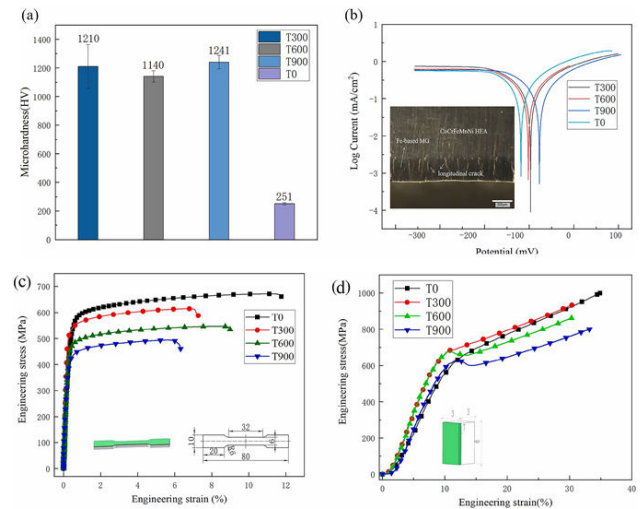 (a)
1400
1200
1000
800
600
400
200
0
Microhardness(HV)
1210
1140
1241
251
T300
T600
T900
T0
(b)
1
0
-1
-2
-3
-4
Log Current (mA/cm²)
T300
T600
T900
T0
CoCrFeMnNi HEA
Fe-based MG
longitudinal crack
-300
-200
-100
0
100
Potential (mV)
(c)
700
600
500
400
300
200
100
0
Engineering stress(MPa)
T0
T300
T600
T900
32
10
6
20
R6
80
0 2 4 6 8 10 12
Engineering strain (%)
(d)
1000
800
600
400
200
0
Engineering stress(MPa)
T0
T300
T600
T900
0 10 20 30 40
Engineering strain(%)